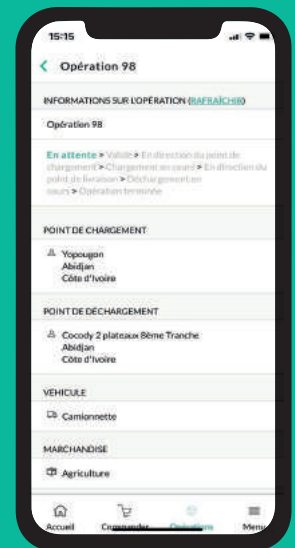 15:15
Opération 98
INFORMATIONS SUR L'OPÉRATION (RAFRAÎCHIR)
Opération 98
En attente > Validé > En direction du point de
chargement > Chargement en cours > En direction du
point de livraison > Déchargement en
cours > Opération terminée
POINT DE CHARGEMENT
Yopougon
Abidjan
Côte d'Ivoire
POINT DE DÉCHARGEMENT
Cocody 2 plateaux 8ème Tranche
Abidjan
Côte d'Ivoire
VEHICULE
Camionnette
MARCHANDISE
Agriculture
Accueil Commander Opérations Menu